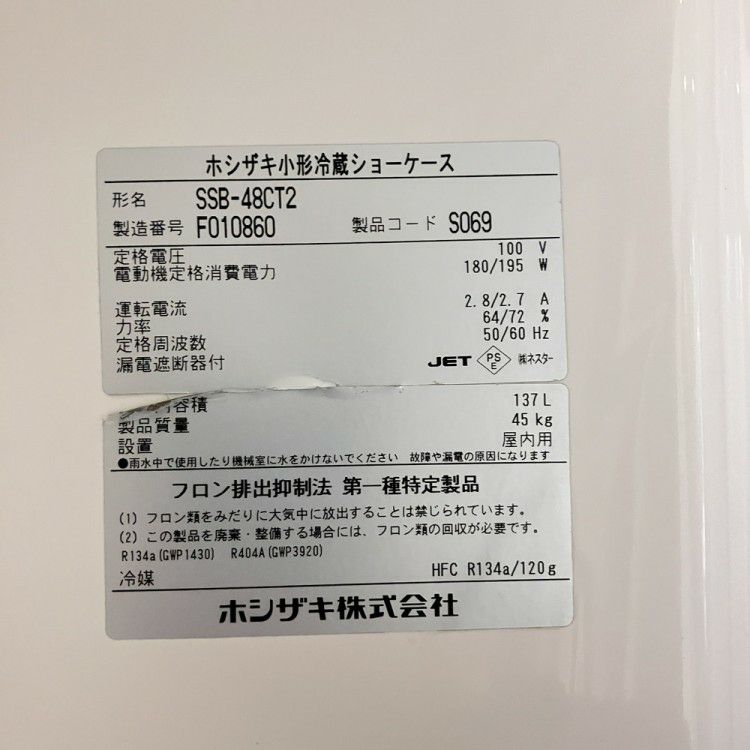 ホシザキ小形冷蔵ショーケース
形名 SSB-48CT2
製造番号 F010860 製品コード S069
定格電圧 100 V
電動機定格消費電力 180/195 W
運転電流 2.8/2.7 A
力率 64/72 %
定格周波数 50/60 Hz
漏電遮断器付 JET PSE ㈱ネスター
内容積 137 L
製品質量 45 kg
設置 屋内用
●雨水中で使用したり機械室に水をかけないでください 故障や漏電の原因になります
フロン排出抑制法 第一種特定製品
(1) フロン類をみだりに大気中に放出することは禁じられています。
(2) この製品を廃棄・整備する場合には、フロン類の回収が必要です。
R134a(GWP1430) R404A(GWP3920)
冷媒 HFC R134a/120g
ホシザキ株式会社